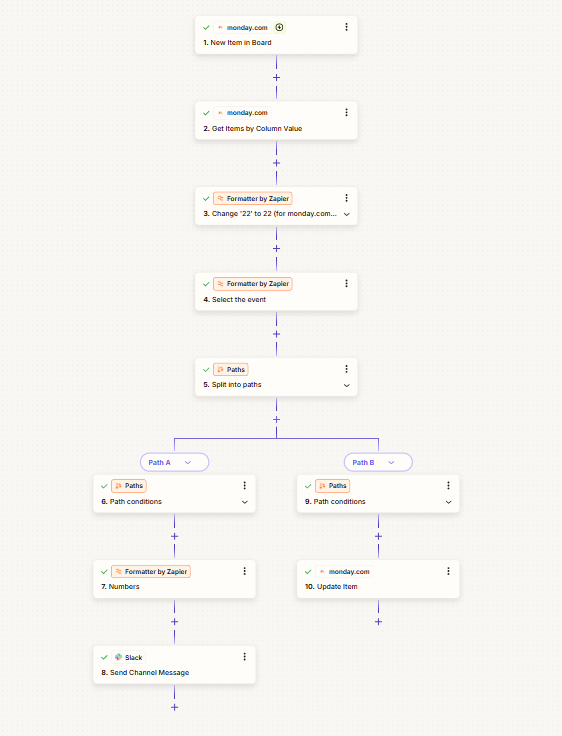 monday.com
1. New Item in Board
monday.com
2. Get Items by Column Value
Formatter by Zapier
3. Change '22' to 22 (for monday.com...
Formatter by Zapier
4. Select the event
Paths
5. Split into paths
Path A
Paths
6. Path conditions
Formatter by Zapier
7. Numbers
Slack
8. Send Channel Message
Path B
Paths
9. Path conditions
monday.com
10. Update Item